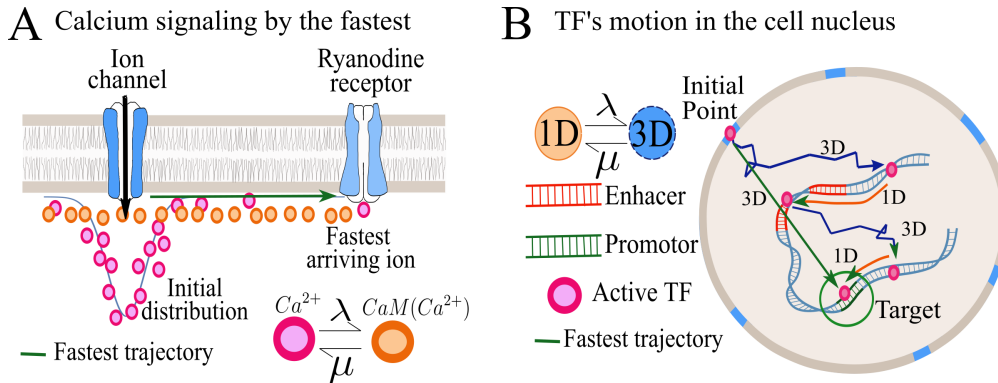 A Calcium signaling by the fastest
Ion
channel
Ryanodine
receptor
Fastest
arriving ion
Initial
distribution
Ca²⁺
λ
CaM(Ca²⁺)
μ
Fastest trajectory
B TF's motion in the cell nucleus
Initial
Point
1D
λ
3D
μ
Enhacer
Promotor
Active TF
Fastest trajectory
3D
3D
1D
3D
1D
Target